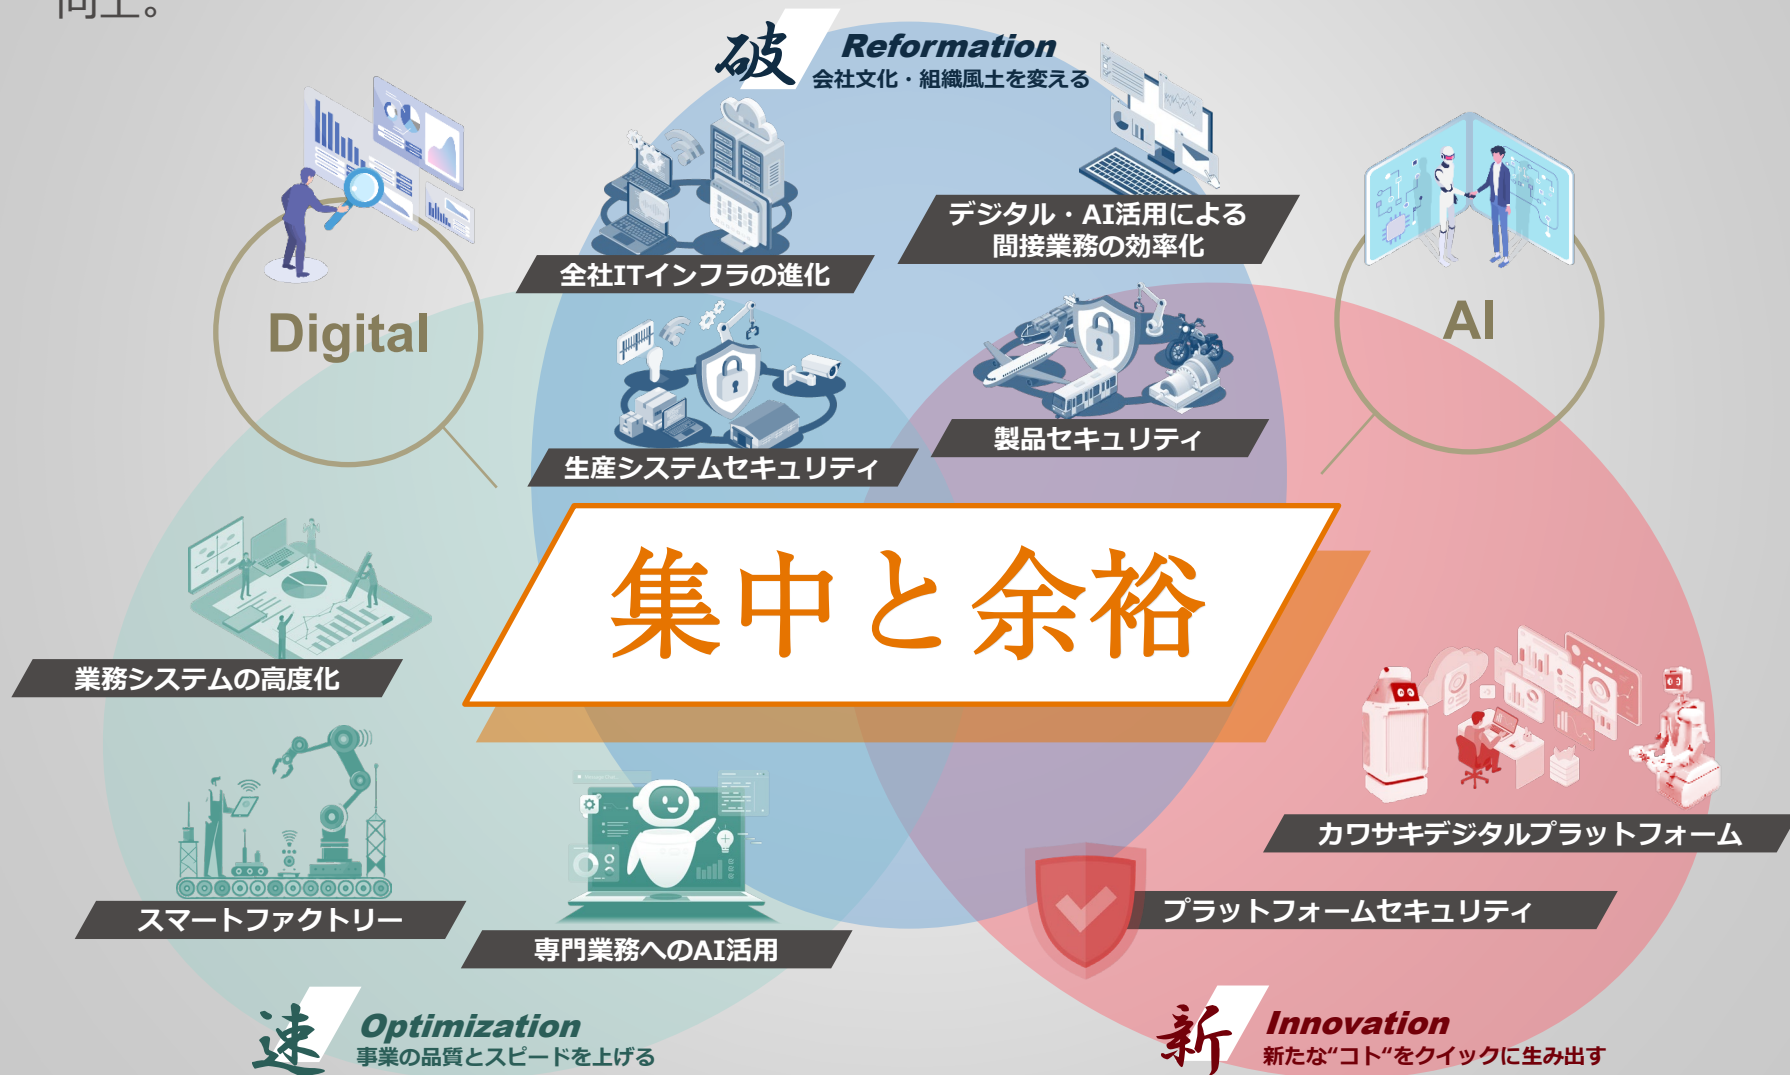 向上。
破
Reformation
会社文化・組織風土を変える
デジタル・AI活用による
間接業務の効率化
全社ITインフラの進化
Digital
AI
製品セキュリティ
生産システムセキュリティ
集中と余裕
業務システムの高度化
カワサキデジタルプラットフォーム
スマートファクトリー
プラットフォームセキュリティ
専門業務へのAI活用
速
Optimization
事業の品質とスピードを上げる
新
Innovation
新たな“コト“をクイックに生み出す